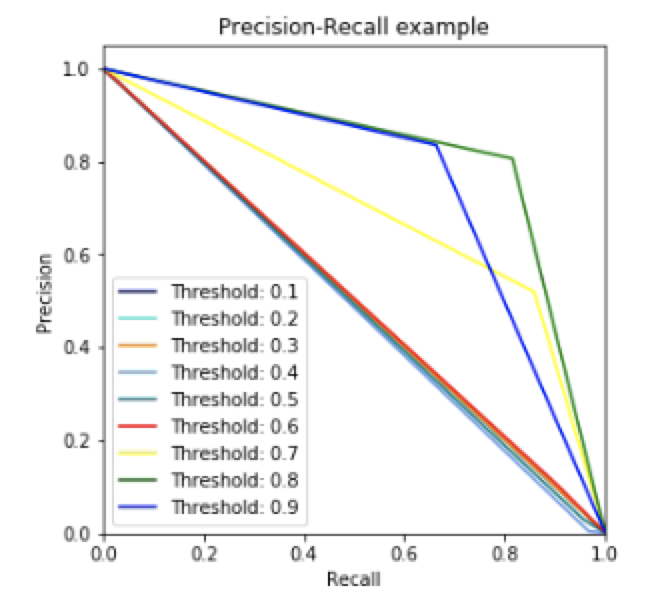 Precision-Recall example
1.0
0.8
0.6
0.4
0.2
0.0
Precision
Threshold: 0.1
Threshold: 0.2
Threshold: 0.3
Threshold: 0.4
Threshold: 0.5
Threshold: 0.6
Threshold: 0.7
Threshold: 0.8
Threshold: 0.9
0.0 0.2 0.4 0.6 0.8 1.0
Recall